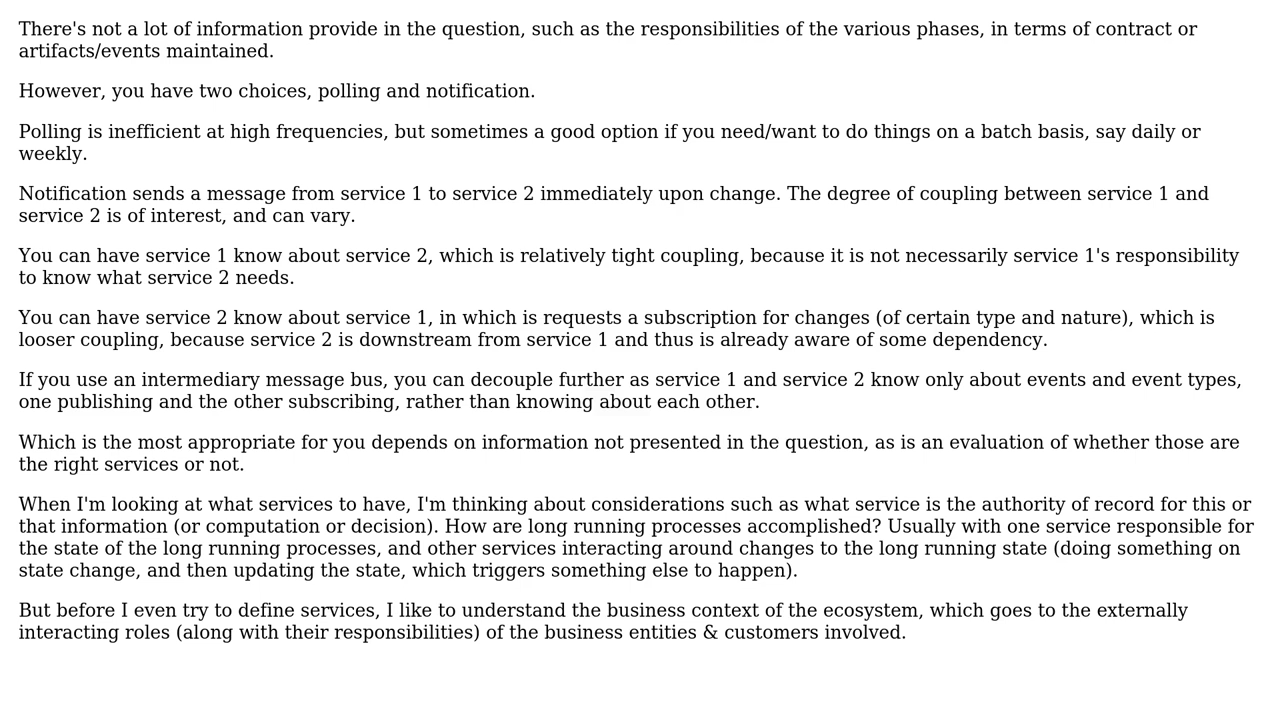 There's not a lot of information provide in the question, such as the responsibilities of the various phases, in terms of contract or
artifacts/events maintained.
However, you have two choices, polling and notification.
Polling is inefficient at high frequencies, but sometimes a good option if you need/want to do things on a batch basis, say daily or
weekly.
Notification sends a message from service 1 to service 2 immediately upon change. The degree of coupling between service 1 and
service 2 is of interest, and can vary.
You can have service 1 know about service 2, which is relatively tight coupling, because it is not necessarily service 1's responsibility
to know what service 2 needs.
You can have service 2 know about service 1, in which is requests a subscription for changes (of certain type and nature), which is
looser coupling, because service 2 is downstream from service 1 and thus is already aware of some dependency.
If you use an intermediary message bus, you can decouple further as service 1 and service 2 know only about events and event types,
one publishing and the other subscribing, rather than knowing about each other.
Which is the most appropriate for you depends on information not presented in the question, as is an evaluation of whether those are
the right services or not.
When I'm looking at what services to have, I'm thinking about considerations such as what service is the authority of record for this or
that information (or computation or decision). How are long running processes accomplished? Usually with one service responsible for
the state of the long running processes, and other services interacting around changes to the long running state (doing something on
state change, and then updating the state, which triggers something else to happen).
But before I even try to define services, I like to understand the business context of the ecosystem, which goes to the externally
interacting roles (along with their responsibilities) of the business entities & customers involved.